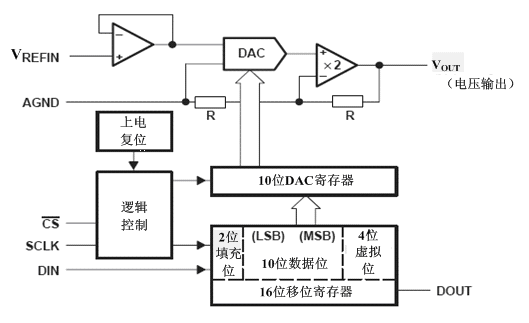 VREFIN
DAC
×2
VOUT
(电压输出)
AGND
R
R
上电
复位
10位DAC寄存器
逻辑
控制
CS
SCLK
DIN
2位
填充
位
(LSB) (MSB)
10位数据位
4位
虚拟
位
16位移位寄存器
DOUT